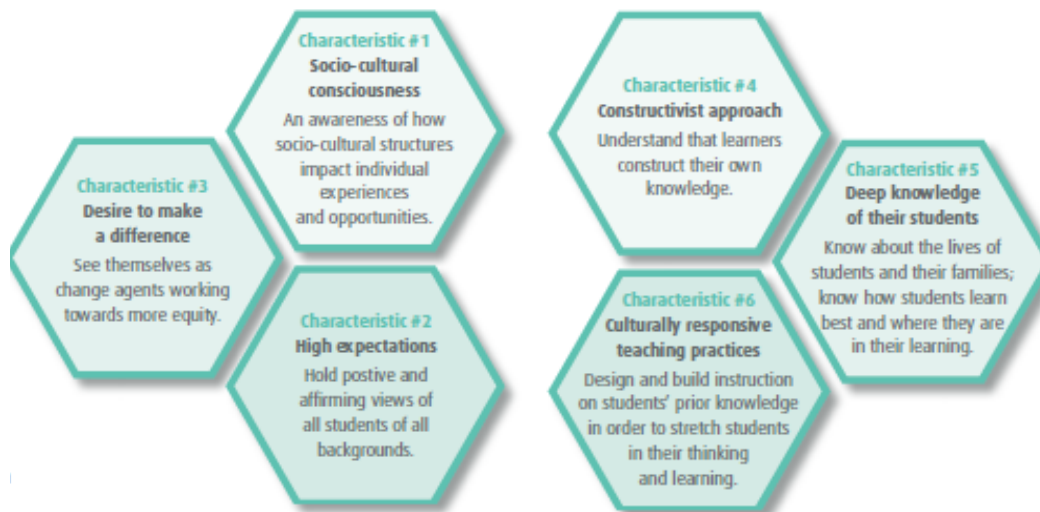 Characteristic #1
Socio-cultural
consciousness
An awareness of how
socio-cultural structures
impact individual
experiences
and opportunities.
Characteristic #2
High expectations
Hold postive and
affirming views of
all students of all
backgrounds.
Characteristic #3
Desire to make
a difference
See themselves as
change agents working
towards more equity.
Characteristic #4
Constructivist approach
Understand that learners
construct their own
knowledge.
Characteristic #5
Deep knowledge
of their students
Know about the lives of
students and their families;
know how students learn
best and where they are
in their learning.
Characteristic #6
Culturally responsive
teaching practices
Design and build instruction
on students' prior knowledge
in order to stretch students
in their thinking
and learning.